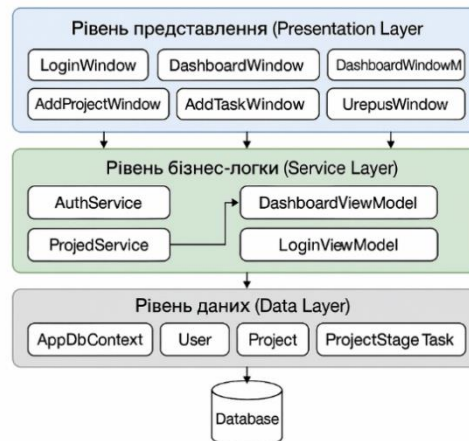 Рівень представлення (Presentation Layer
LoginWindow DashboardWindow DashboardWindowM
AddProjectWindow AddTaskWindow UrepusWindow
Рівень бізнес-логки (Service Layer)
AuthService DashboardViewModel
ProjedService LoginViewModel
Рівень даних (Data Layer)
AppDbContext User Project ProjectStage Task
Database